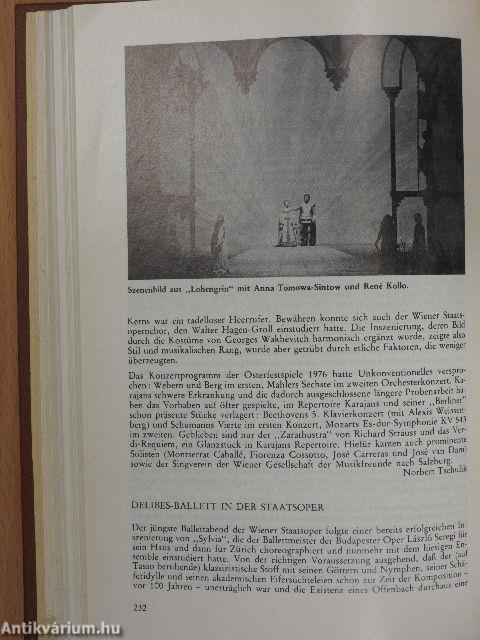 Szenenbild aus „Lohengrin" mit Anna Tomowa-Sintow und René Kollo.
Kerns war ein tadelloser Heerrufer. Bewähren konnte sich auch der Wiener Staats-
opernchor, den Walter Hagen-Groll einstudiert hatte. Die Inszenierung, deren Bild
durch die Kostüme von Georges Wakhevitch harmonisch ergänzt wurde, zeigte also
Stil und musikalischen Rang, wurde aber getrübt durch etliche Faktoren, die weniger
überzeugten.
Das Konzertprogramm der Osterfestspiele 1976 hatte Unkonventionelles verspro-
chen: Webern und Berg im ersten, Mahlers Sechste im zweiten Orchesterkonzert. Ka-
rajans schwere Erkrankung und die dadurch ausgeschlossene längere Probenarbeit ha-
ben das Vorhaben auf öfter gespielte, im Repertoire Karajans und seiner „Berliner"
schon präsente Stücke verlagert: Beethovens 5. Klavierkonzert (mit Alexis Weissen-
berg) und Schumanns Vierte im ersten Konzert, Mozarts Es-dur-Symphonie KV 543
im zweiten. Geblieben sind nur der „Zarathustra" von Richard Strauss und das Ver-
di-Requiem, ein Glanzstück in Karajans Repertoire. Hiefür kamen auch prominente
Solisten (Montserrat Caballé, Fiorenza Cossotto, José Carreras und José van Dam)
sowie der Singverein der Wiener Gesellschaft der Musikfreunde nach Salzburg.
Norbert Tschulik
DELIBES-BALLETT IN DER STAATSOPER
Der jüngste Ballettabend der Wiener Staatsoper folgte einer bereits erfolgreichen In-
szenierung von „Sylvia", die der Ballettmeister der Budapester Oper László Seregi für
sein Haus und dann für Zürich choreographiert und nunmehr mit dem hiesigen En-
semble einstudiert hatte. Von der richtigen Voraussetzung ausgehend, daß der (auf
Tasso beruhende) klassizistische Stoff mit seinen Göttern und Nymphen, seiner Schä-
feridylle und seinen akademischen Eifersüchteleien schon zur Zeit der Komposition –
vor 100 Jahren – unerträglich war und die Existenz eines Offenbach durchaus eine
232
Antikvárium.hu